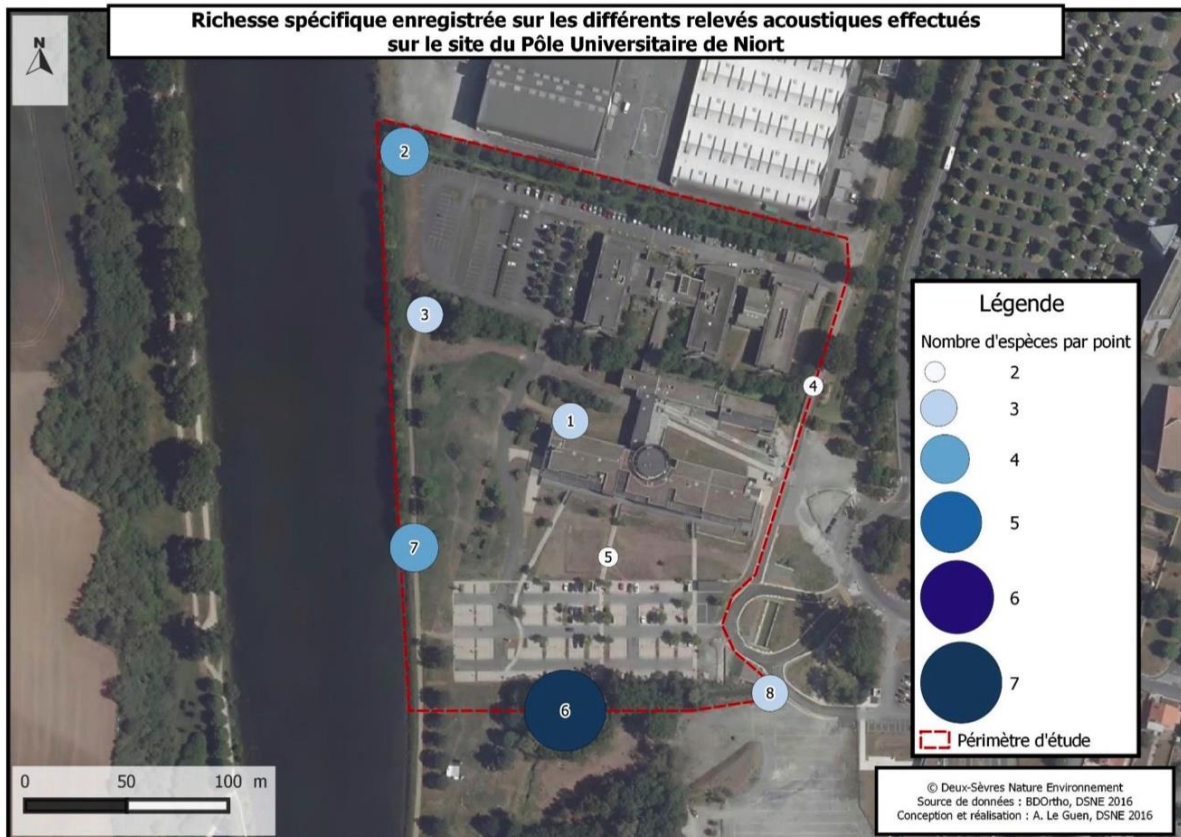 Richesse spécifique enregistrée sur les différents relevés acoustiques effectués
sur le site du Pôle Universitaire de Niort
N
2
3
4
1
5
7
6
8
Légende
Nombre d'espèces par point
2
3
4
5
6
7
Périmètre d'étude
0 50 100 m
© Deux-Sèvres Nature Environnement
Source de données : BDOrtho, DSNE 2016
Conception et réalisation : A. Le Guen, DSNE 2016